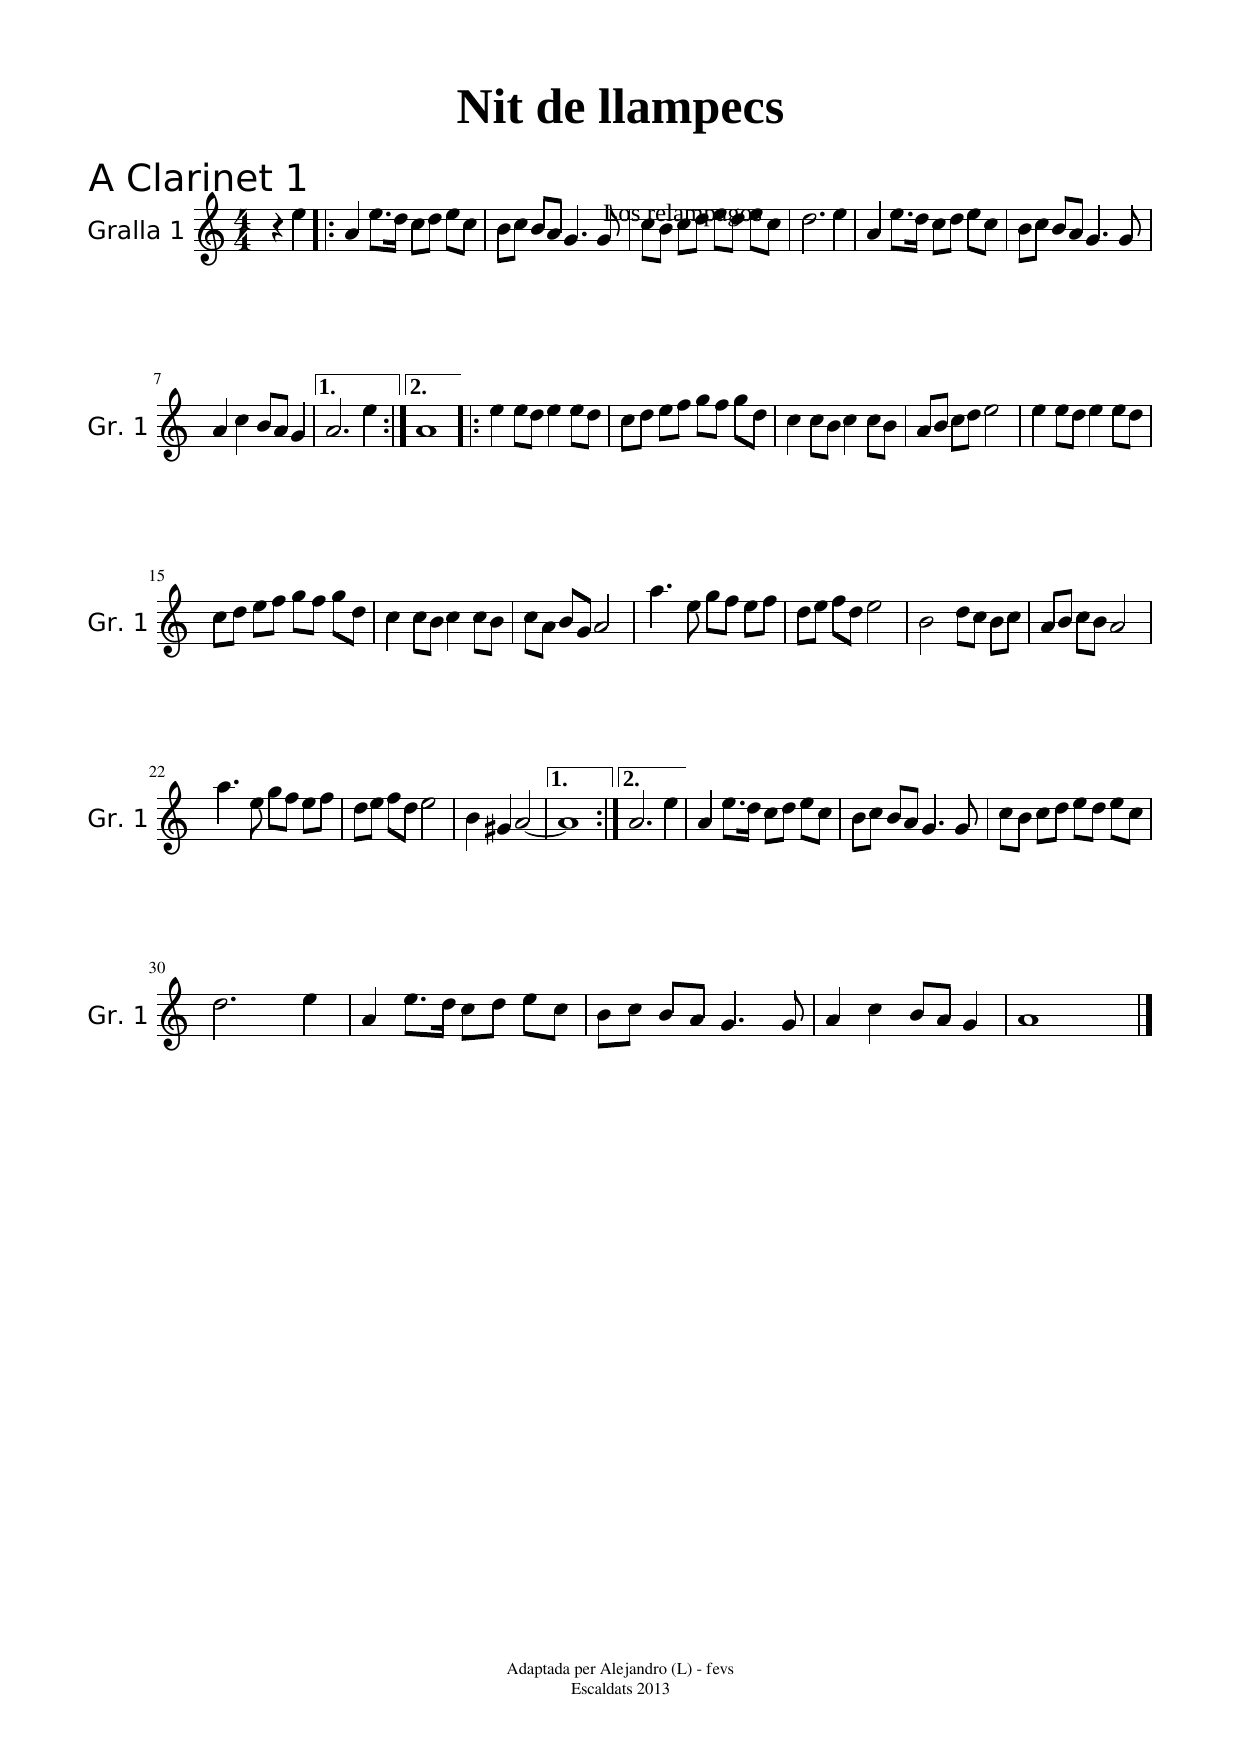 Nit de llampecs
A Clarinet 1
Los relampagos
Gralla 1
4
4
7
1.
2.
Gr. 1
15
Gr. 1
22
1.
2.
Gr. 1
30
Gr. 1
Adaptada per Alejandro (L) - fevs
Escaldats 2013